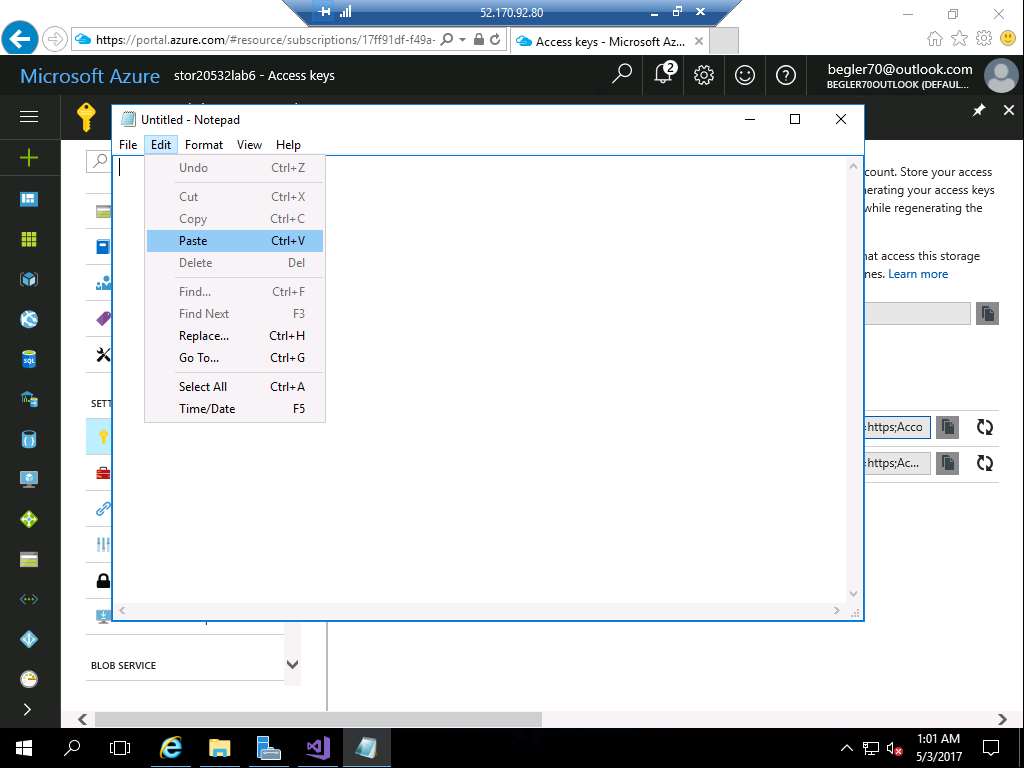 52.170.92.80
https://portal.azure.com/#resource/subscriptions/17ff91df-f49a-
Access keys - Microsoft Az...
Microsoft Azure
stor20532lab6 - Access keys
2
begler70@outlook.com
BEGLER70OUTLOOK (DEFAUL...
Untitled - Notepad
File Edit Format View Help
Undo Ctrl+Z
Cut Ctrl+X
Copy Ctrl+C
Paste Ctrl+V
Delete Del
Find... Ctrl+F
Find Next F3
Replace... Ctrl+H
Go To... Ctrl+G
Select All Ctrl+A
Time/Date F5
count. Store your access
erating your access keys
while regenerating the
hat access this storage
nes. Learn more
SETT
=https;Acco
=https;Ac...
BLOB SERVICE
SQL
1:01 AM
5/3/2017